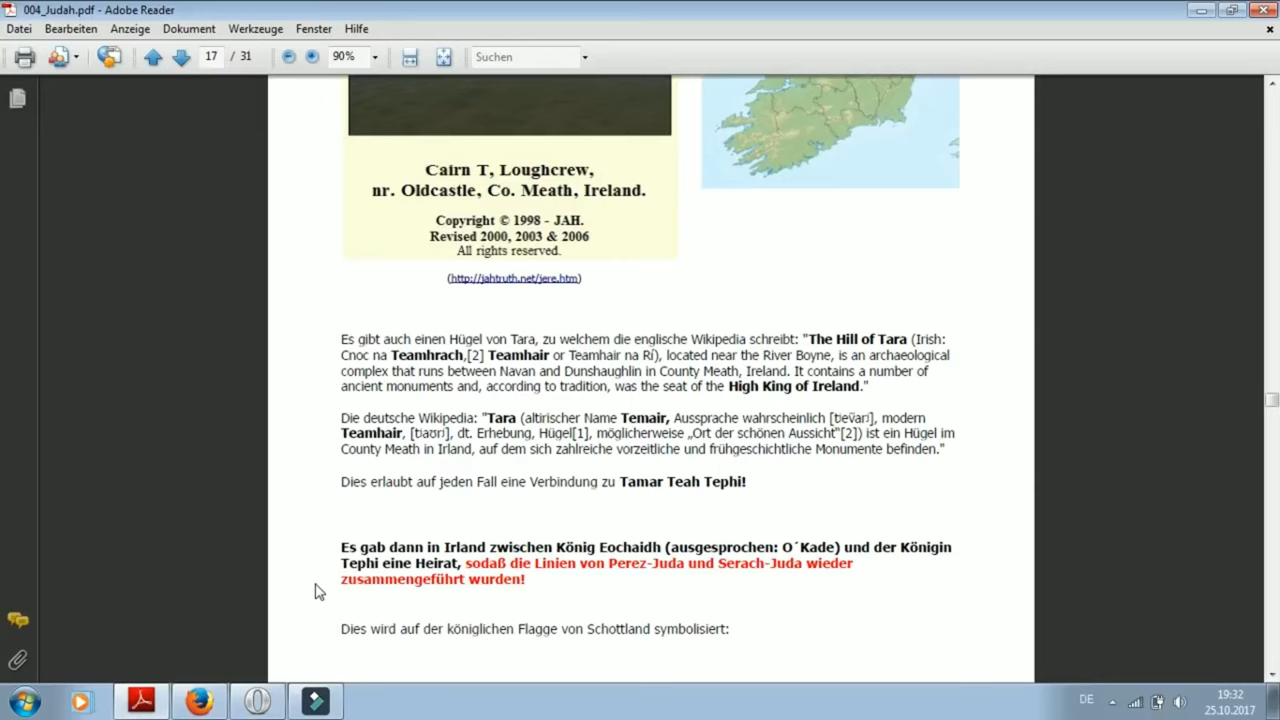 004_Judah.pdf - Adobe Reader
Datei Bearbeiten Anzeige Dokument Werkzeuge Fenster Hilfe
17 / 31 90% Suchen
Cairn T, Loughcrew,
nr. Oldcastle, Co. Meath, Ireland.
Copyright © 1998 - JAH.
Revised 2000, 2003 & 2006
All rights reserved.
(http://jahtruth.net/jere.htm)
Es gibt auch einen Hügel von Tara, zu welchem die englische Wikipedia schreibt: "The Hill of Tara (Irish:
Cnoc na Teamhrach,[2] Teamhair or Teamhair na Rí), located near the River Boyne, is an archaeological
complex that runs between Navan and Dunshaughlin in County Meath, Ireland. It contains a number of
ancient monuments and, according to tradition, was the seat of the High King of Ireland."
Die deutsche Wikipedia: "Tara (altirischer Name Temair, Aussprache wahrscheinlich modern
Teamhair, dt. Erhebung, Hügel[1], möglicherweise „Ort der schönen Aussicht"[2]) ist ein Hügel im
County Meath in Irland, auf dem sich zahlreiche vorzeitliche und frühgeschichtliche Monumente befinden."
Dies erlaubt auf jeden Fall eine Verbindung zu Tamar Teah Tephi!
Es gab dann in Irland zwischen König Eochaidh (ausgesprochen: O´Kade) und der Königin
Tephi eine Heirat, sodaß die Linien von Perez-Juda und Serach-Juda wieder
zusammengeführt wurden!
Dies wird auf der königlichen Flagge von Schottland symbolisiert:
DE
19:32
25.10.2017